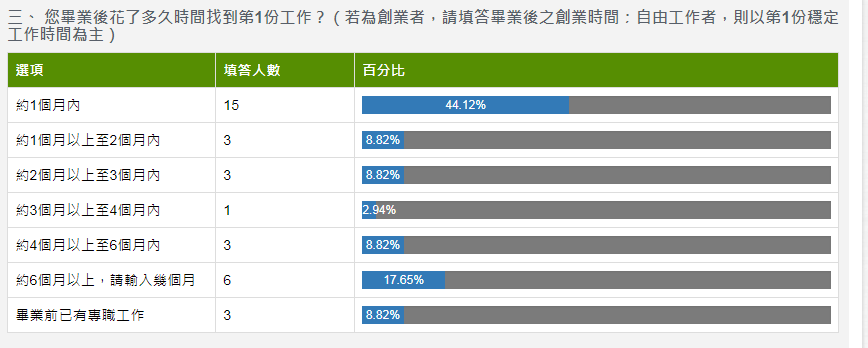 三、 您畢業後花了多久時間找到第1份工作？（若為創業者，請填答畢業後之創業時間：自由工作者，則以第1份穩定
工作時間為主）
選項 填答人數 百分比
約1個月內 15 44.12%
約1個月以上至2個月內 3 8.82%
約2個月以上至3個月內 3 8.82%
約3個月以上至4個月內 1 2.94%
約4個月以上至6個月內 3 8.82%
約6個月以上，請輸入幾個月 6 17.65%
畢業前已有專職工作 3 8.82%